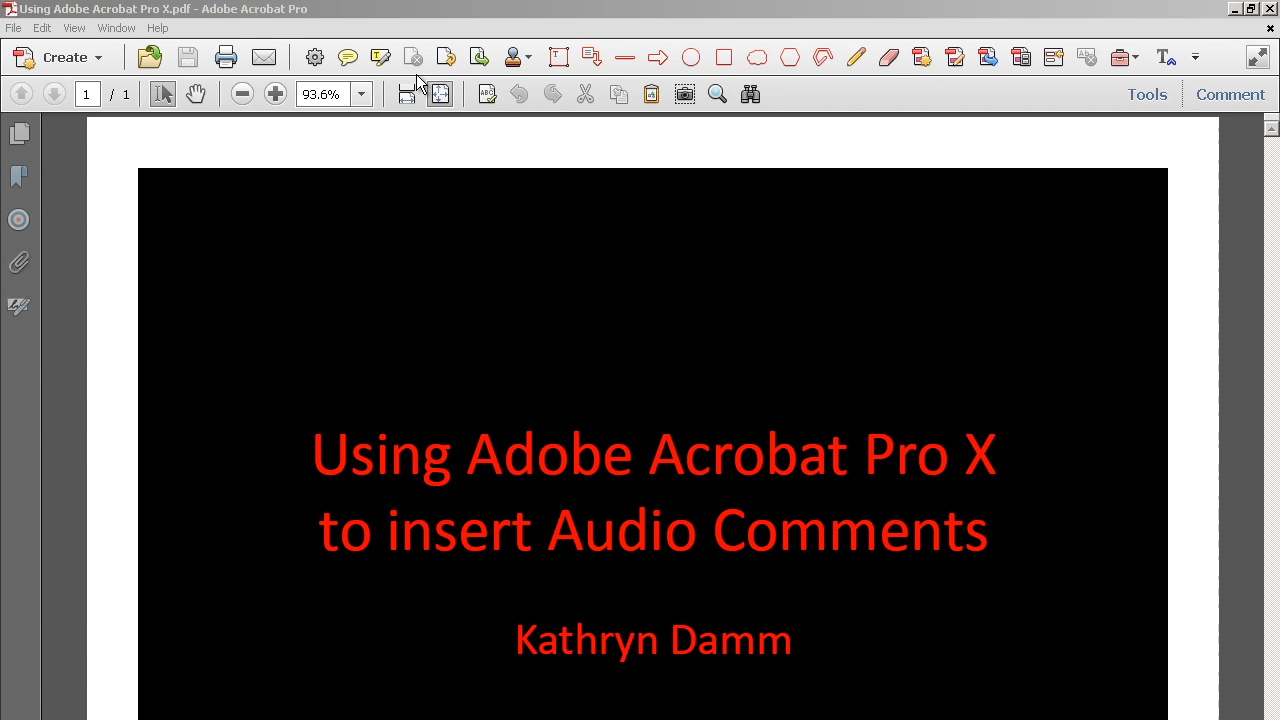 Using Adobe Acrobat Pro X.pdf - Adobe Acrobat Pro
File Edit View Window Help
Create
1 / 1 93.6% Tools Comment
Using Adobe Acrobat Pro X
to insert Audio Comments
Kathryn Damm